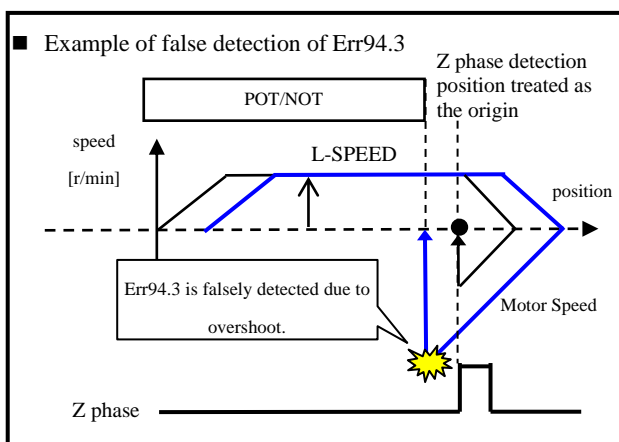 ■ Example of false detection of Err94.3
Z phase detection
position treated as
the origin
POT/NOT
speed
[r/min]
L-SPEED
position
Err94.3 is falsely detected due to
overshoot.
Motor Speed
Z phase